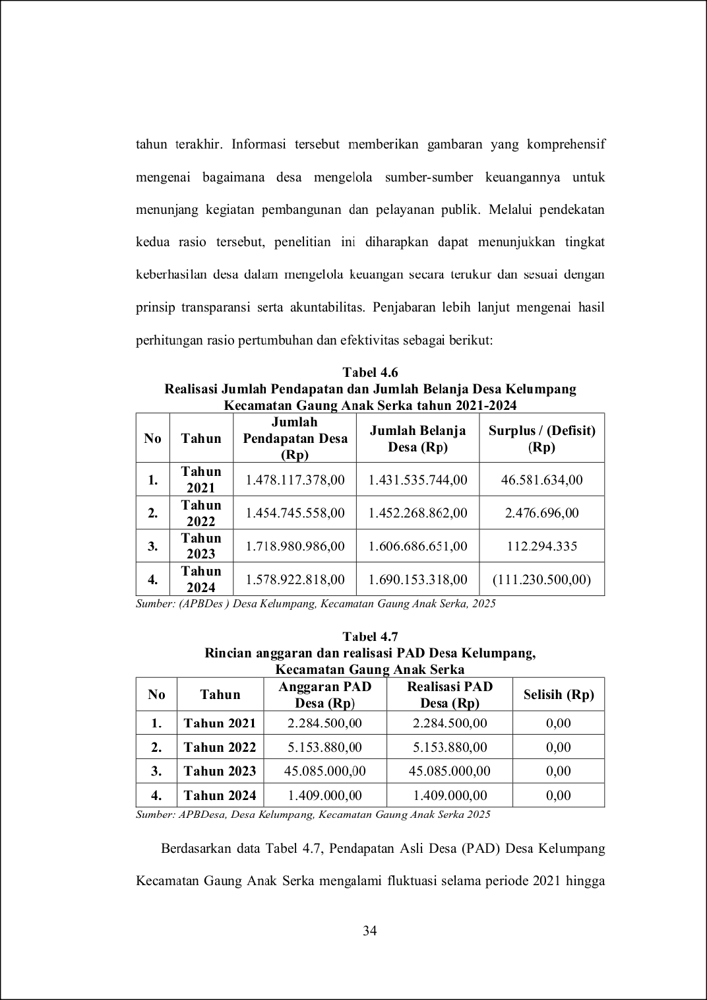 tahun terakhir. Informasi tersebut memberikan gambaran yang komprehensif
mengenai bagaimana desa mengelola sumber-sumber keuangannya untuk
menunjang kegiatan pembangunan dan pelayanan publik. Melalui pendekatan
kedua rasio tersebut, penelitian ini diharapkan dapat menunjukkan tingkat
keberhasilan desa dalam mengelola keuangan secara terukur dan sesuai dengan
prinsip transparansi serta akuntabilitas. Penjabaran lebih lanjut mengenai hasil
perhitungan rasio pertumbuhan dan efektivitas sebagai berikut:
Tabel 4.6
Realisasi Jumlah Pendapatan dan Jumlah Belanja Desa Kelumpang
Kecamatan Gaung Anak Serka tahun 2021-2024
No Tahun Jumlah Pendapatan Desa (Rp) Jumlah Belanja Desa (Rp) Surplus / (Defisit) (Rp)
1. Tahun 2021 1.478.117.378,00 1.431.535.744,00 46.581.634,00
2. Tahun 2022 1.454.745.558,00 1.452.268.862,00 2.476.696,00
3. Tahun 2023 1.718.980.986,00 1.606.686.651,00 112.294.335
4. Tahun 2024 1.578.922.818,00 1.690.153.318,00 (111.230.500,00)
Sumber: (APBDes ) Desa Kelumpang, Kecamatan Gaung Anak Serka, 2025
Tabel 4.7
Rincian anggaran dan realisasi PAD Desa Kelumpang,
Kecamatan Gaung Anak Serka
No Tahun Anggaran PAD Desa (Rp) Realisasi PAD Desa (Rp) Selisih (Rp)
1. Tahun 2021 2.284.500,00 2.284.500,00 0,00
2. Tahun 2022 5.153.880,00 5.153.880,00 0,00
3. Tahun 2023 45.085.000,00 45.085.000,00 0,00
4. Tahun 2024 1.409.000,00 1.409.000,00 0,00
Sumber: APBDesa, Desa Kelumpang, Kecamatan Gaung Anak Serka 2025
Berdasarkan data Tabel 4.7, Pendapatan Asli Desa (PAD) Desa Kelumpang
Kecamatan Gaung Anak Serka mengalami fluktuasi selama periode 2021 hingga
34